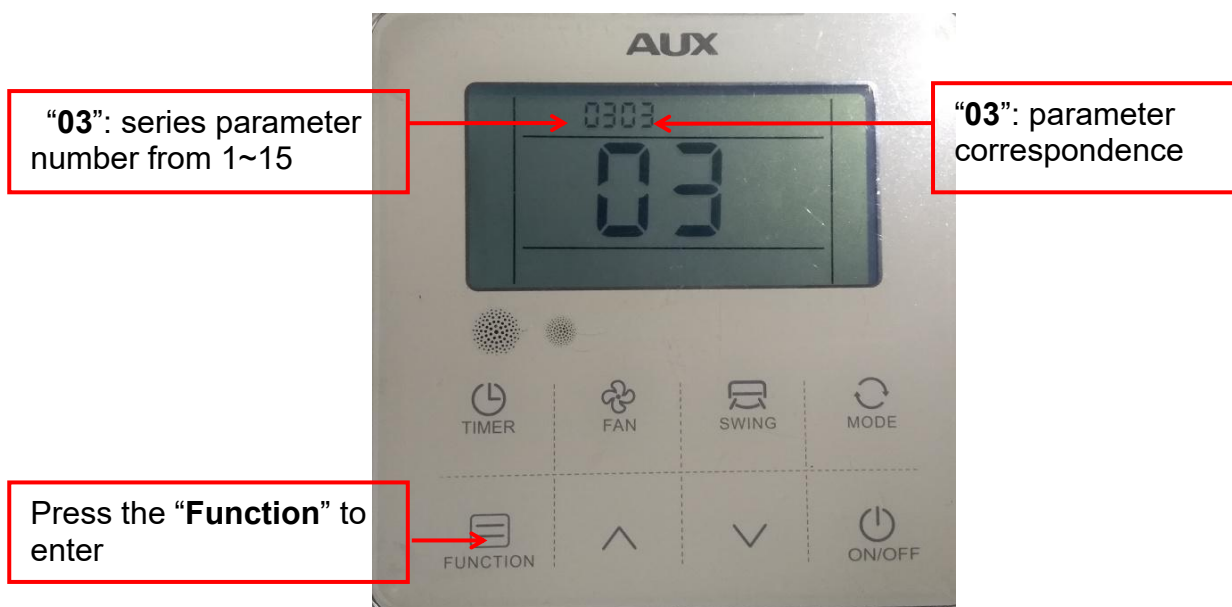 AUX
“03”: series parameter
number from 1~15
0303
“03”: parameter
correspondence
03
TIMER
FAN
SWING
MODE
Press the “Function” to
enter
FUNCTION
ON/OFF